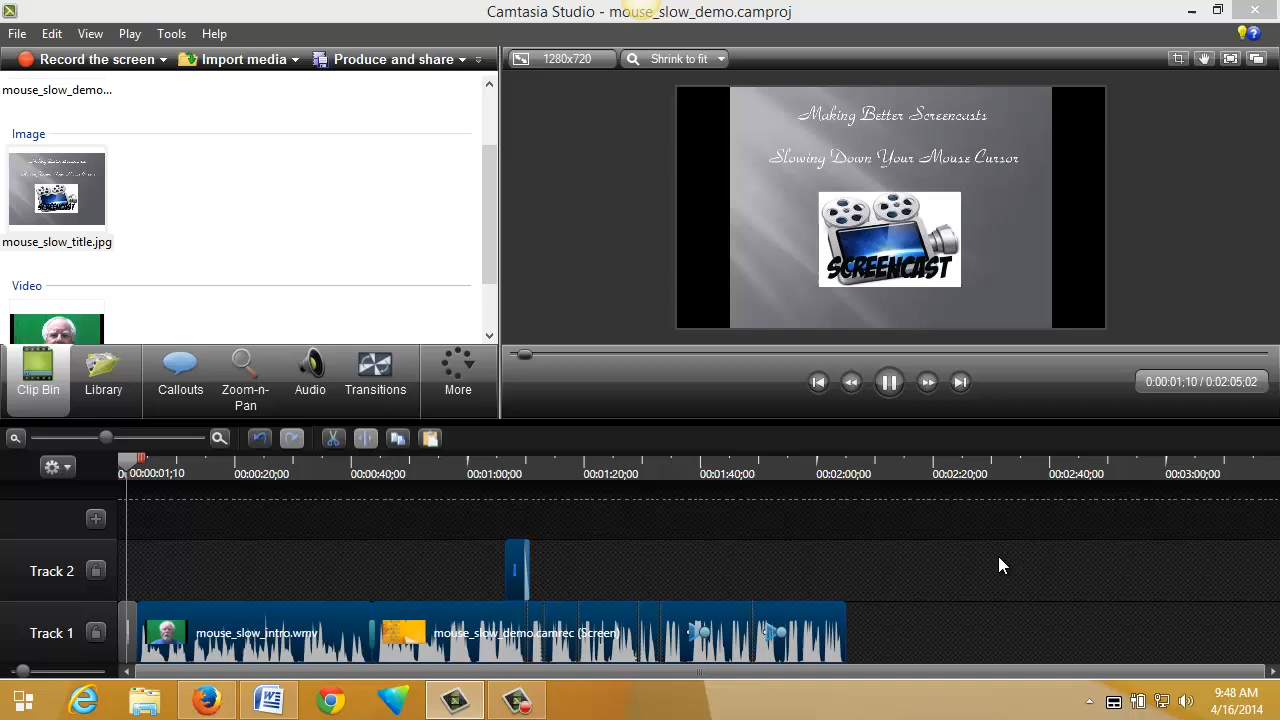 Camtasia Studio - mouse_slow_demo.camproj
File Edit View Play Tools Help
Record the screen Import media Produce and share
1280x720 Shrink to fit
mouse_slow_demo...
Image
mouse_slow_title.jpg
Video
Making Better Screencasts
Slowing Down Your Mouse Cursor
SCREENCAST
Clip Bin Library Callouts Zoom-n-Pan Audio Transitions More
0:00:01;10 / 0:02:05;02
00:00:01;10 00:00:20;00 00:00:40;00 00:01:00;00 00:01:20;00 00:01:40;00 00:02:00;00 00:02:20;00 00:02:40;00 00:03:00;00
Track 2
Track 1 mouse_slow_intro.wmv mouse_slow_demo.camrec (Screen)
9:48 AM
4/16/2014